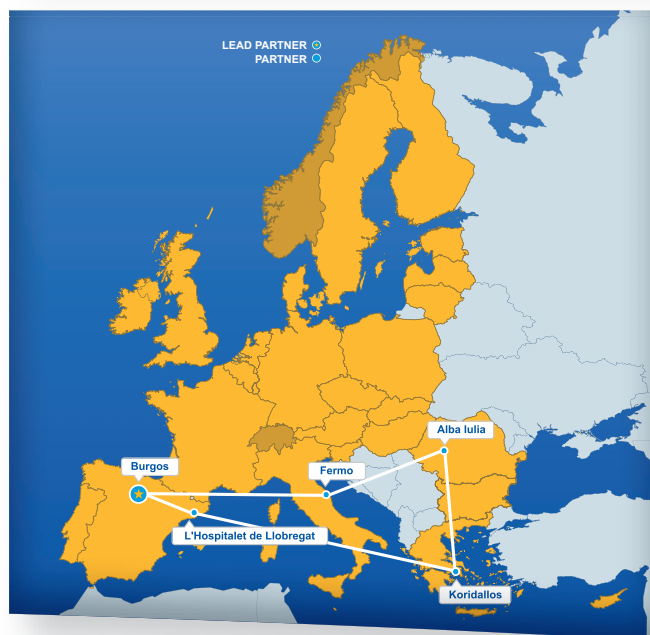 LEAD PARTNER
PARTNER
Alba Iulia
Burgos
Fermo
L'Hospitalet de Llobregat
Koridallos